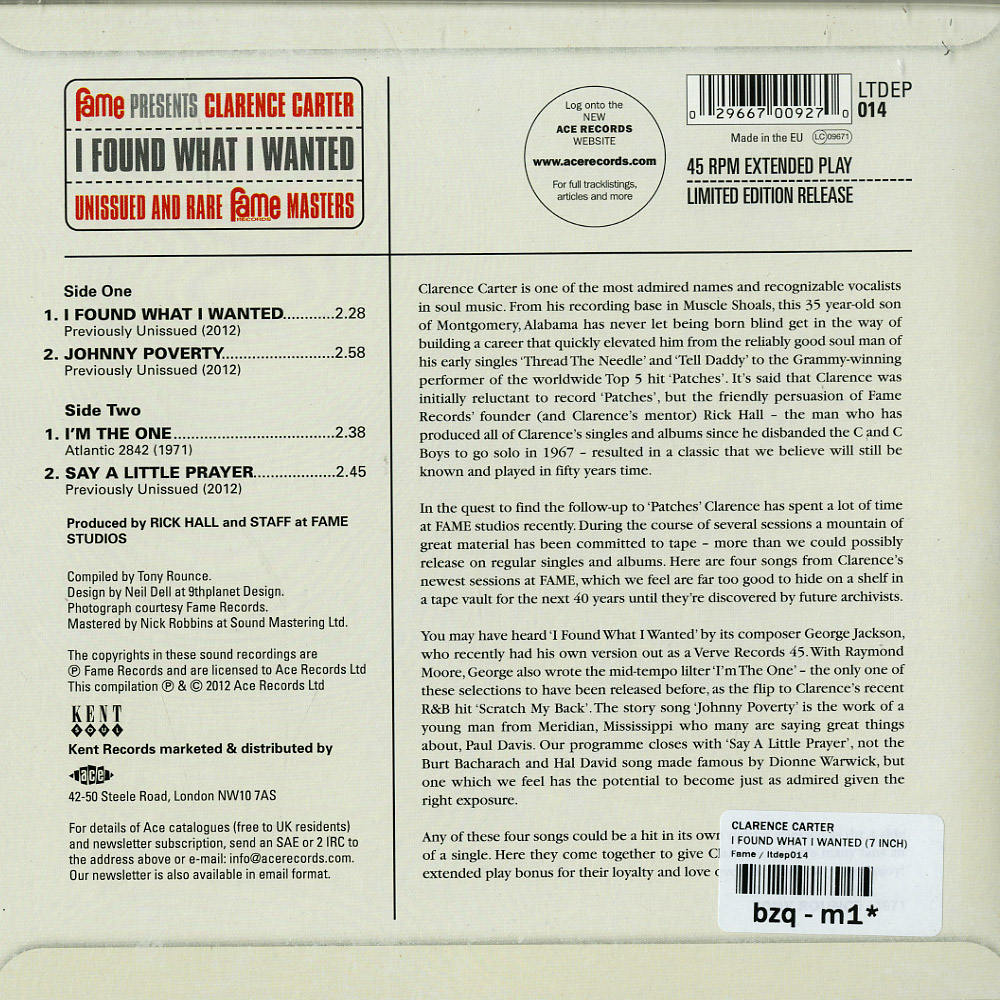 fame PRESENTS CLARENCE CARTER
I FOUND WHAT I WANTED
UNISSUED AND RARE fame RECORDS MASTERS
Log onto the
NEW
ACE RECORDS
WEBSITE
www.acerecords.com
For full tracklistings,
articles and more
0 29667 00927 0
LTDEP
014
Made in the EU LC 09671
45 RPM EXTENDED PLAY
LIMITED EDITION RELEASE
Side One
1. I FOUND WHAT I WANTED............2.28
Previously Unissued (2012)
2. JOHNNY POVERTY.........................2.58
Previously Unissued (2012)
Side Two
1. I'M THE ONE....................................2.38
Atlantic 2842 (1971)
2. SAY A LITTLE PRAYER..................2.45
Previously Unissued (2012)
Produced by RICK HALL and STAFF at FAME
STUDIOS
Compiled by Tony Rounce.
Design by Neil Dell at 9thplanet Design.
Photograph courtesy Fame Records.
Mastered by Nick Robbins at Sound Mastering Ltd.
The copyrights in these sound recordings are
℗ Fame Records and are licensed to Ace Records Ltd
This compilation ℗ & © 2012 Ace Records Ltd
KENT
SOUL
Kent Records marketed & distributed by
ace
42-50 Steele Road, London NW10 7AS
For details of Ace catalogues (free to UK residents)
and newsletter subscription, send an SAE or 2 IRC to
the address above or e-mail: info@acerecords.com.
Our newsletter is also available in email format.
Clarence Carter is one of the most admired names and recognizable vocalists
in soul music. From his recording base in Muscle Shoals, this 35 year-old son
of Montgomery, Alabama has never let being born blind get in the way of
building a career that quickly elevated him from the reliably good soul man of
his early singles 'Thread The Needle' and 'Tell Daddy' to the Grammy-winning
performer of the worldwide Top 5 hit 'Patches'. It's said that Clarence was
initially reluctant to record 'Patches', but the friendly persuasion of Fame
Records' founder (and Clarence's mentor) Rick Hall – the man who has
produced all of Clarence's singles and albums since he disbanded the C and C
Boys to go solo in 1967 – resulted in a classic that we believe will still be
known and played in fifty years time.
In the quest to find the follow-up to 'Patches' Clarence has spent a lot of time
at FAME studios recently. During the course of several sessions a mountain of
great material has been committed to tape – more than we could possibly
release on regular singles and albums. Here are four songs from Clarence's
newest sessions at FAME, which we feel are far too good to hide on a shelf in
a tape vault for the next 40 years until they're discovered by future archivists.
You may have heard 'I Found What I Wanted' by its composer George Jackson,
who recently had his own version out as a Verve Records 45. With Raymond
Moore, George also wrote the mid-tempo lilter 'I'm The One' – the only one of
these selections to have been released before, as the flip to Clarence's recent
R&B hit 'Scratch My Back'. The story song 'Johnny Poverty' is the work of a
young man from Meridian, Mississippi who many are saying great things
about, Paul Davis. Our programme closes with 'Say A Little Prayer', not the
Burt Bacharach and Hal David song made famous by Dionne Warwick, but
one which we feel has the potential to become just as admired given the
right exposure.
Any of these four songs could be a hit in its own
of a single. Here they come together to give
extended play bonus for their loyalty and love
CLARENCE CARTER
I FOUND WHAT I WANTED (7 INCH)
Fame / ltdep014
bzq - m1*